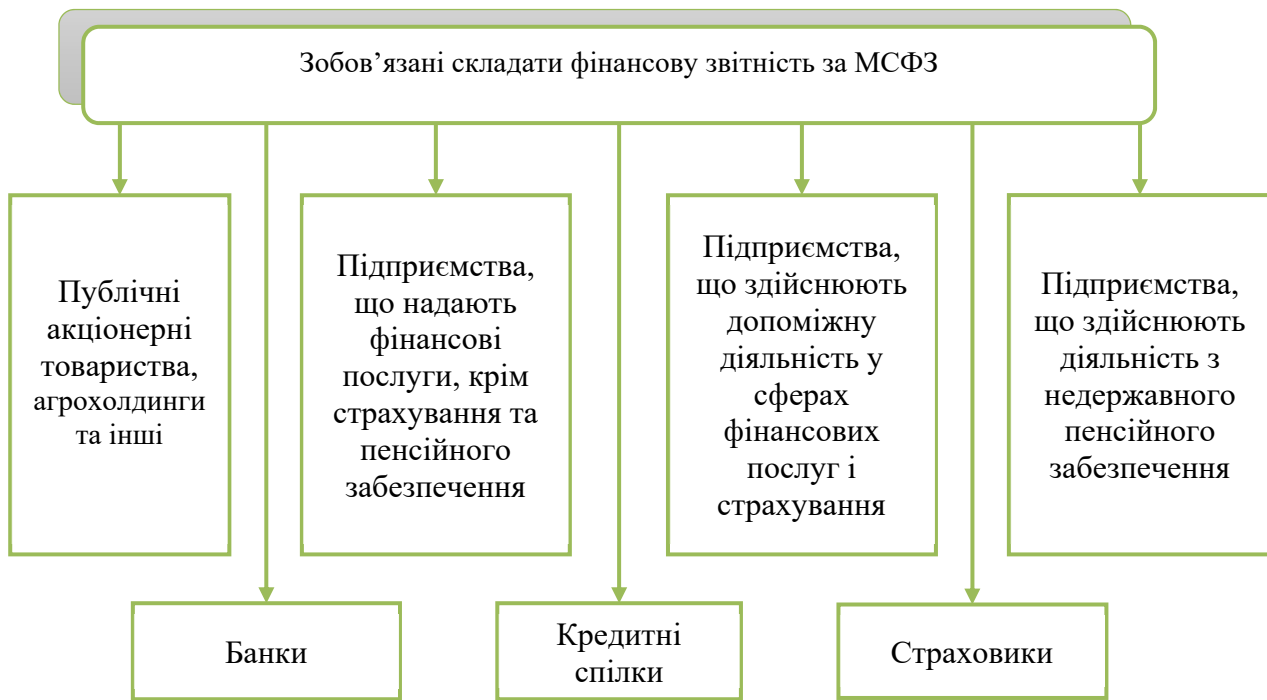 Зобов’язані складати фінансову звітність за МСФЗ
Публічні
акціонерні
товариства,
агрохолдинги
та інші
Підприємства,
що надають
фінансові
послуги, крім
страхування та
пенсійного
забезпечення
Підприємства,
що здійснюють
допоміжну
діяльність у
сферах
фінансових
послуг і
страхування
Підприємства,
що здійснюють
діяльність з
недержавного
пенсійного
забезпечення
Банки
Кредитні
спілки
Страховики